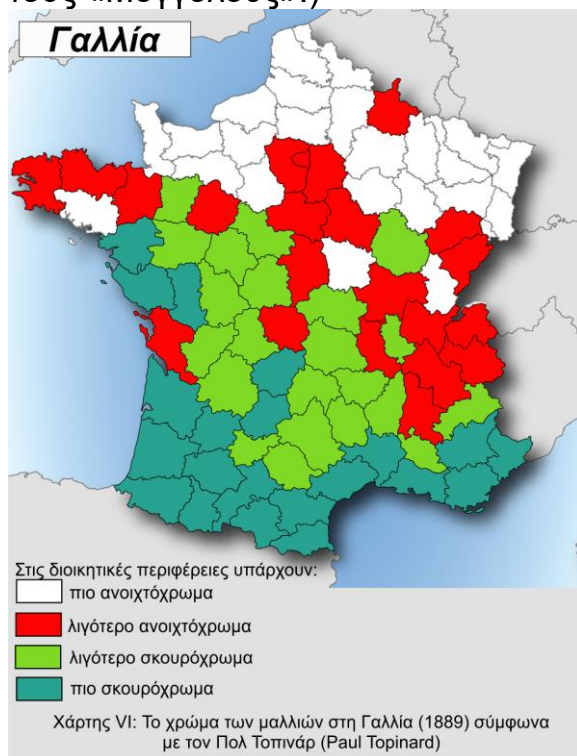 Γαλλία
Στις διοικητικές περιφέρειες υπάρχουν:
πιο ανοιχτόχρωμα
λιγότερο ανοιχτόχρωμα
λιγότερο σκουρόχρωμα
πιο σκουρόχρωμα
Χάρτης VI: Το χρώμα των μαλλιών στη Γαλλία (1889) σύμφωνα
με τον Πολ Τοπινάρ (Paul Topinard)